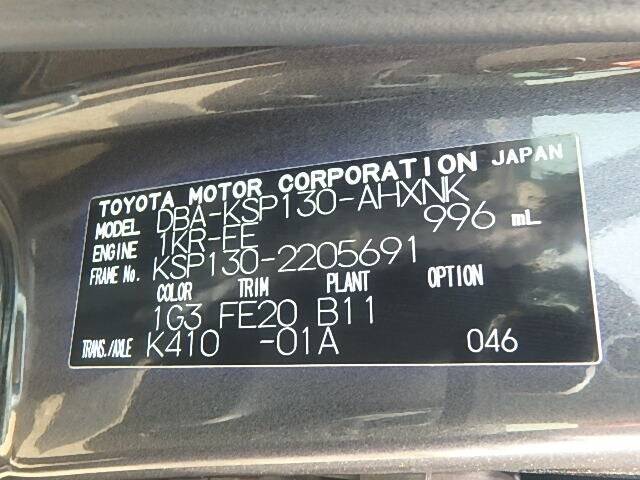 TOYOTA MOTOR CORPORATION JAPAN
MODEL DBA-KSP130-AHXNK
ENGINE 1KR-FE 996 mL
FRAME No. KSP130-2205691
COLOR TRIM PLANT OPTION
1G3 FE20 B11
TRANS./AXLE K410 -01A 046